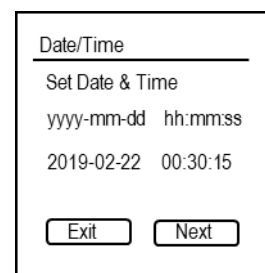 Date/Time
Set Date & Time
yyyy-mm-dd hh:mm:ss
2019-02-22 00:30:15
Exit Next